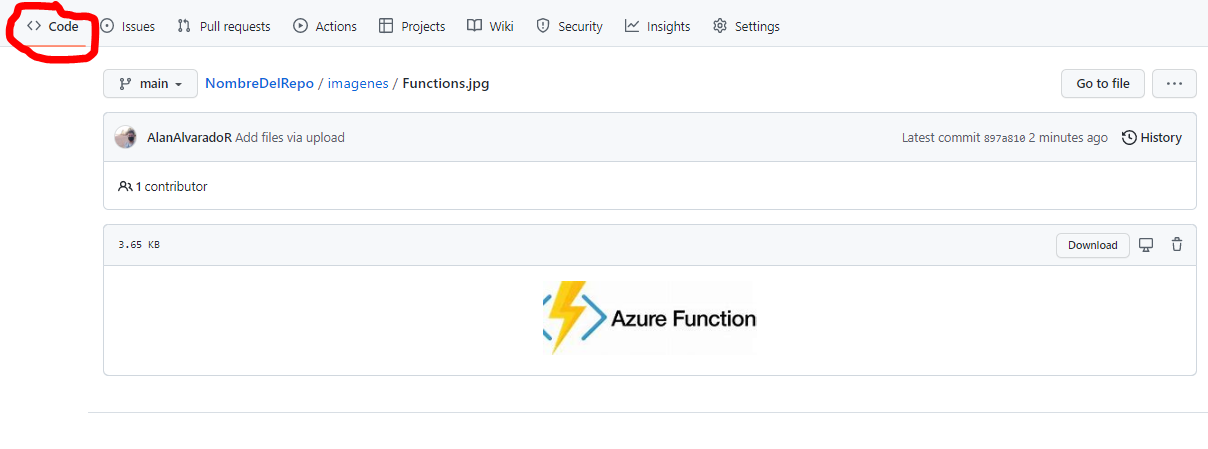 Code Issues Pull requests Actions Projects Wiki Security Insights Settings
main NombreDelRepo / imagenes / Functions.jpg Go to file ...
AlanAlvaradoR Add files via upload Latest commit 897a810 2 minutes ago History
1 contributor
3.65 KB Download
Azure Function